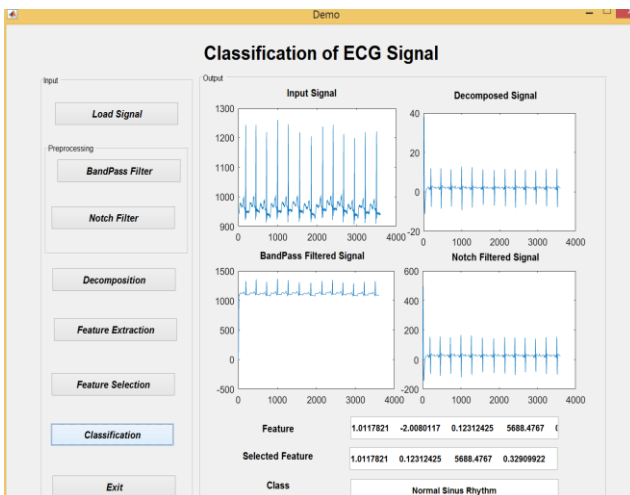 Demo
Classification of ECG Signal
Input
Load Signal
Preprocessing
BandPass Filter
Notch Filter
Decomposition
Feature Extraction
Feature Selection
Classification
Exit
Output
Input Signal
1300
1200
1100
1000
900
0 1000 2000 3000 4000
Decomposed Signal
40
20
0
-20
0 1000 2000 3000 4000
BandPass Filtered Signal
1500
1000
500
0
-500
0 1000 2000 3000 4000
Notch Filtered Signal
600
400
200
0
-200
0 1000 2000 3000 4000
Feature
1.0117821 -2.0080117 0.12312425 5688.4767
Selected Feature
1.0117821 0.12312425 5688.4767 0.32909922
Class
Normal Sinus Rhythm